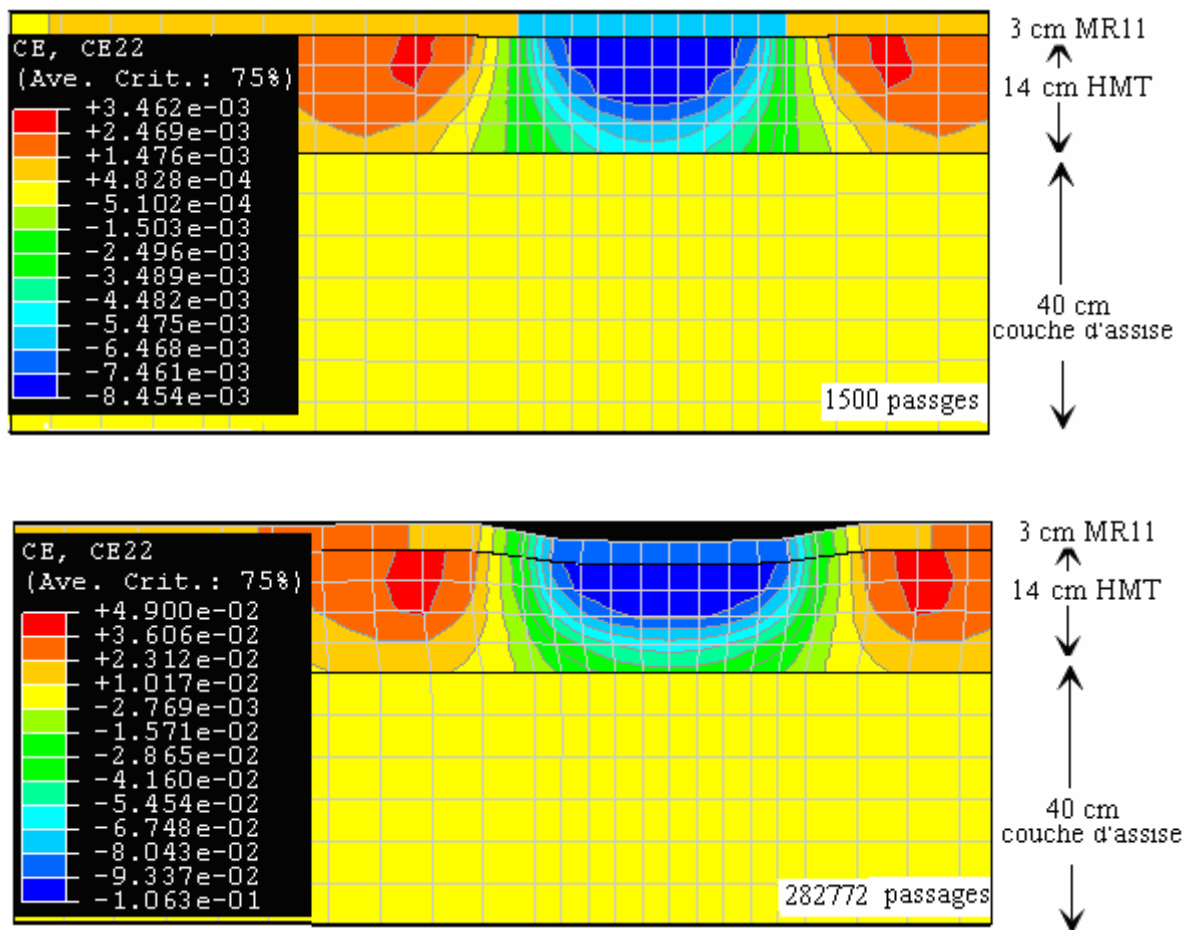 3 cm MR11
14 cm HMT
CE, CE22
(Ave. Crit.: 75%)
+3.462e-03
+2.469e-03
+1.476e-03
+4.828e-04
-5.102e-04
-1.503e-03
-2.496e-03
-3.489e-03
-4.482e-03
-5.475e-03
-6.468e-03
-7.461e-03
-8.454e-03
40 cm
couche d'assise
1500 passges
3 cm MR11
14 cm HMT
CE, CE22
(Ave. Crit.: 75%)
+4.900e-02
+3.606e-02
+2.312e-02
+1.017e-02
-2.769e-03
-1.571e-02
-2.865e-02
-4.160e-02
-5.454e-02
-6.748e-02
-8.043e-02
-9.337e-02
-1.063e-01
40 cm
couche d'assise
282772 passages